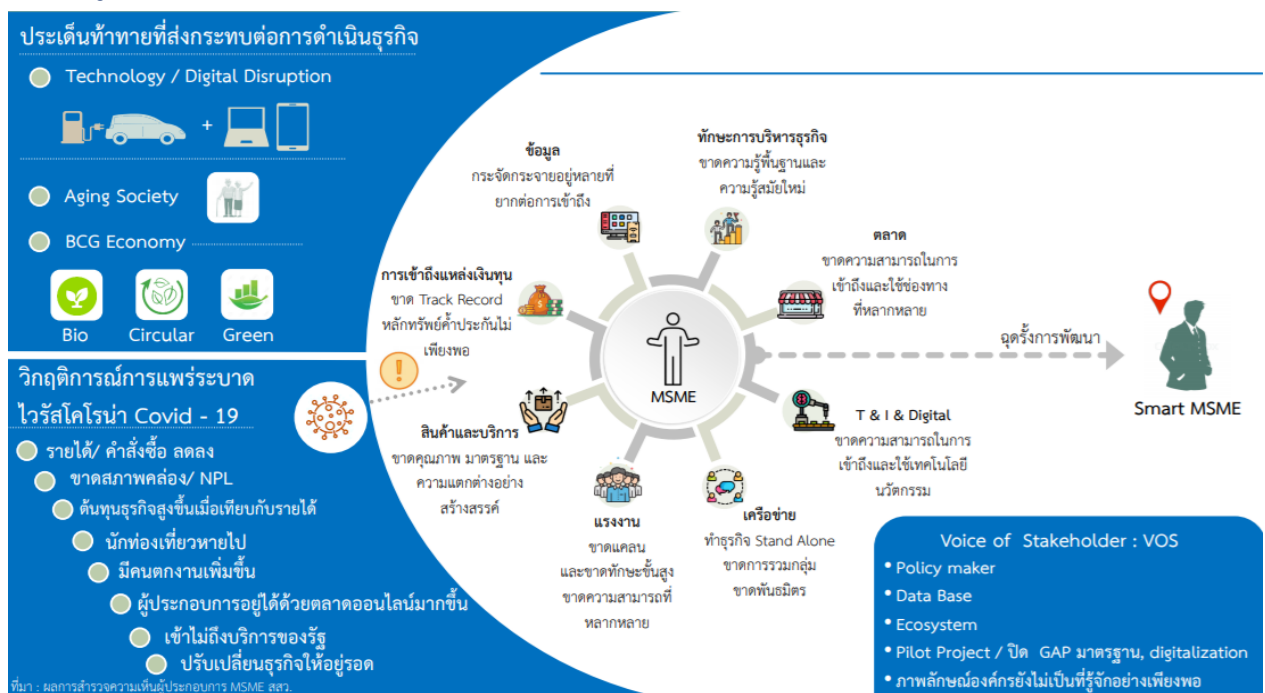 ประเด็นท้าทายที่ส่งกระทบต่อการดำเนินธุรกิจ
Technology / Digital Disruption
+
Aging Society
BCG Economy
Bio
Circular
Green
วิกฤติการณ์การแพร่ระบาด
ไวรัสโคโรน่า Covid - 19
รายได้/ คำสั่งซื้อ ลดลง
ขาดสภาพคล่อง/ NPL
ต้นทุนธุรกิจสูงขึ้นเมื่อเทียบกับรายได้
นักท่องเที่ยวหายไป
มีคนตกงานเพิ่มขึ้น
ผู้ประกอบการอยู่ได้ด้วยตลาดออนไลน์มากขึ้น
เข้าไม่ถึงบริการของรัฐ
ปรับเปลี่ยนธุรกิจให้อยู่รอด
ที่มา : ผลการสำรวจความเห็นผู้ประกอบการ MSME สสว.
ข้อมูล
กระจัดกระจายอยู่หลายที่
ยากต่อการเข้าถึง
ทักษะการบริหารธุรกิจ
ขาดความรู้พื้นฐานและ
ความรู้สมัยใหม่
การเข้าถึงแหล่งเงินทุน
ขาด Track Record
หลักทรัพย์ค้ำประกันไม่
เพียงพอ
ตลาด
ขาดความสามารถในการ
เข้าถึงและใช้ช่องทาง
ที่หลากหลาย
!
MSME
สินค้าและบริการ
ขาดคุณภาพ มาตรฐาน และ
ความแตกต่างอย่าง
สร้างสรรค์
T & I & Digital
ขาดความสามารถในการ
เข้าถึงและใช้เทคโนโลยี
นวัตกรรม
แรงงาน
ขาดแคลน
และขาดทักษะขั้นสูง
ขาดความสามารถที่
หลากหลาย
เครือข่าย
ทำธุรกิจ Stand Alone
ขาดการรวมกลุ่ม
ขาดพันธมิตร
ฉุดรั้งการพัฒนา
Smart MSME
Voice of Stakeholder : VOS
• Policy maker
• Data Base
• Ecosystem
• Pilot Project / ปิด GAP มาตรฐาน, digitalization
• ภาพลักษณ์องค์กรยังไม่เป็นที่รู้จักอย่างเพียงพอ